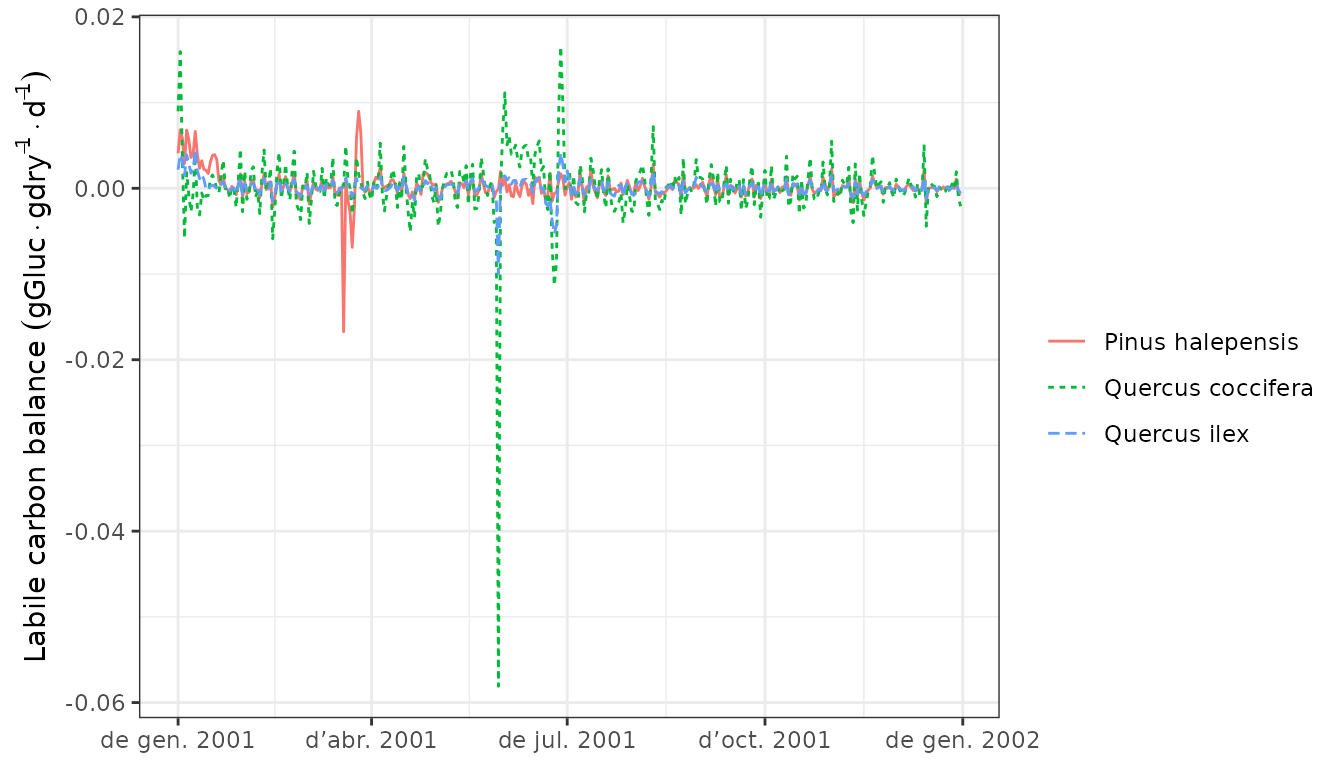 Labile carbon balance (gGluc · gdry⁻¹ · d⁻¹)
0.02
0.00
-0.02
-0.04
-0.06
de gen. 2001 d’abr. 2001 de jul. 2001 d’oct. 2001 de gen. 2002
Pinus halepensis
Quercus coccifera
Quercus ilex